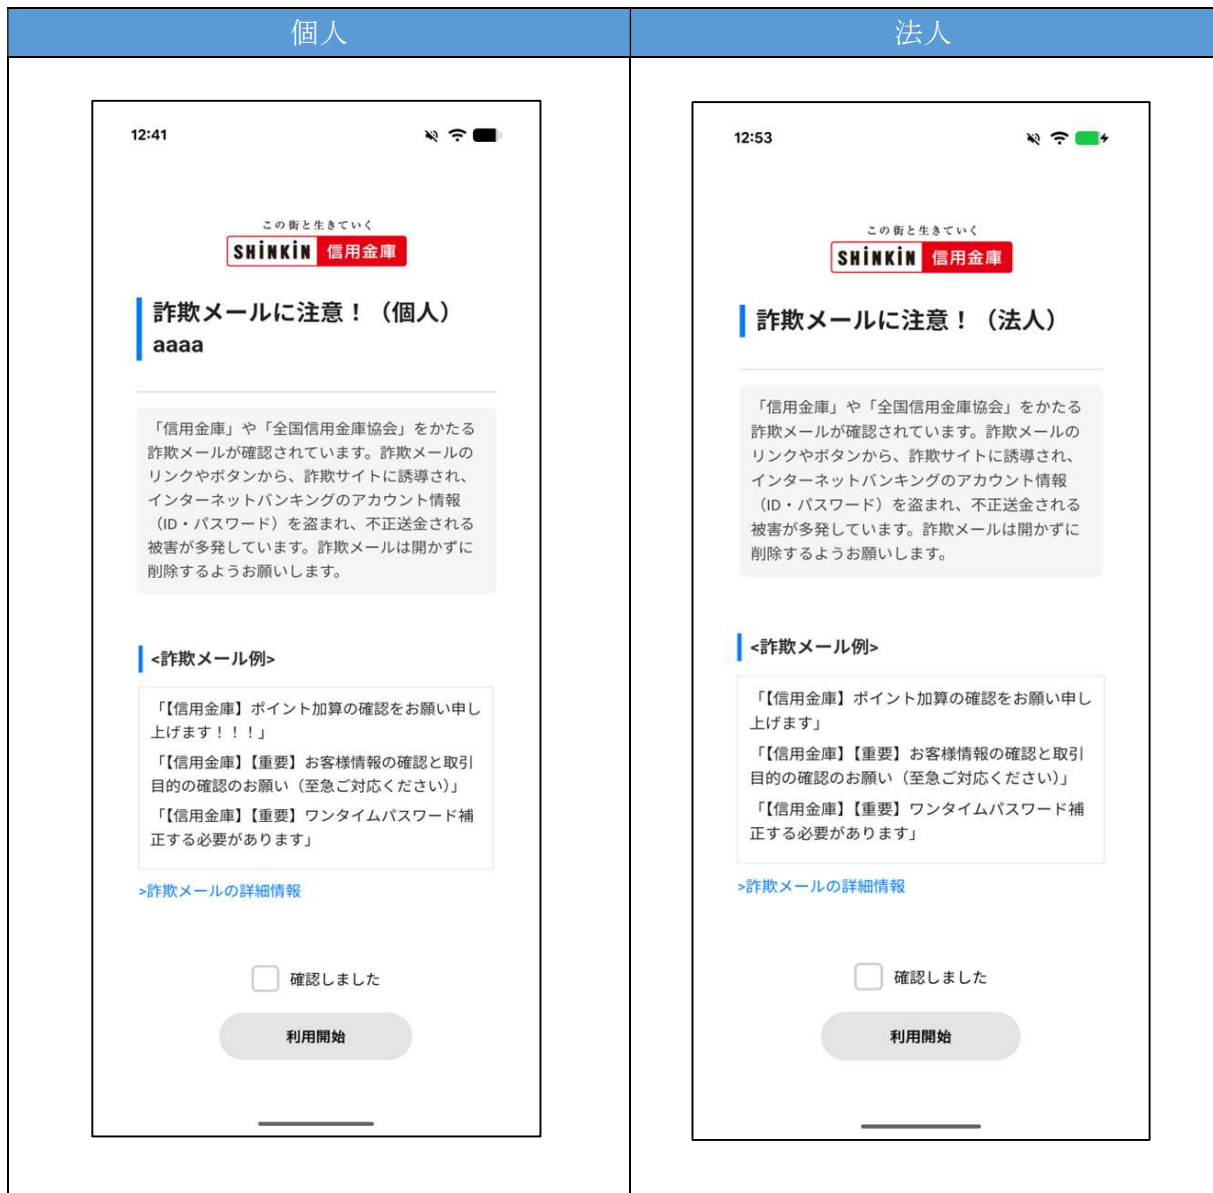 個人
法人
12:41
この街と生きていく
SHINKIN 信用金庫
詐欺メールに注意！（個人）
aaaa
「信用金庫」や「全国信用金庫協会」をかたる
詐欺メールが確認されています。詐欺メールの
リンクやボタンから、詐欺サイトに誘導され、
インターネットバンキングのアカウント情報
（ID・パスワード）を盗まれ、不正送金される
被害が多発しています。詐欺メールは開かずに
削除するようお願いします。
<詐欺メール例>
「【信用金庫】ポイント加算の確認をお願い申し
上げます！！！」
「【信用金庫】【重要】お客様情報の確認と取引
目的の確認のお願い（至急ご対応ください）」
「【信用金庫】【重要】ワンタイムパスワード補
正する必要があります」
>詐欺メールの詳細情報
確認しました
利用開始
12:53
この街と生きていく
SHINKIN 信用金庫
詐欺メールに注意！（法人）
「信用金庫」や「全国信用金庫協会」をかたる
詐欺メールが確認されています。詐欺メールの
リンクやボタンから、詐欺サイトに誘導され、
インターネットバンキングのアカウント情報
（ID・パスワード）を盗まれ、不正送金される
被害が多発しています。詐欺メールは開かずに
削除するようお願いします。
<詐欺メール例>
「【信用金庫】ポイント加算の確認をお願い申し
上げます」
「【信用金庫】【重要】お客様情報の確認と取引
目的の確認のお願い（至急ご対応ください）」
「【信用金庫】【重要】ワンタイムパスワード補
正する必要があります」
>詐欺メールの詳細情報
確認しました
利用開始